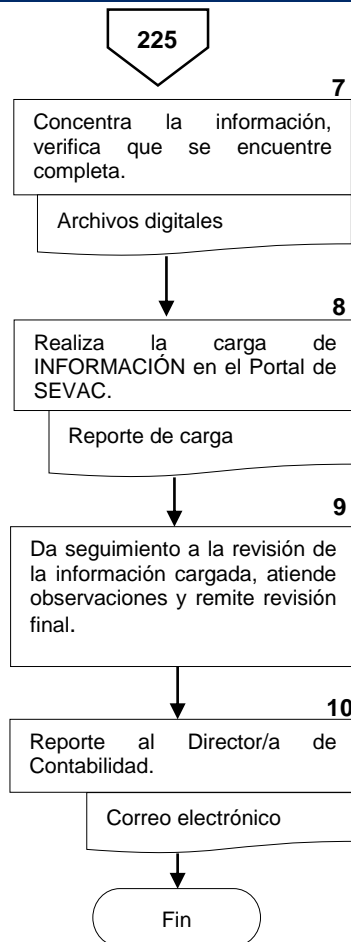 225
7
Concentra la información,
verifica que se encuentre
completa.
Archivos digitales
8
Realiza la carga de
INFORMACIÓN en el Portal de
SEVAC.
Reporte de carga
9
Da seguimiento a la revisión de
la información cargada, atiende
observaciones y remite revisión
final.
10
Reporte al Director/a de
Contabilidad.
Correo electrónico
Fin